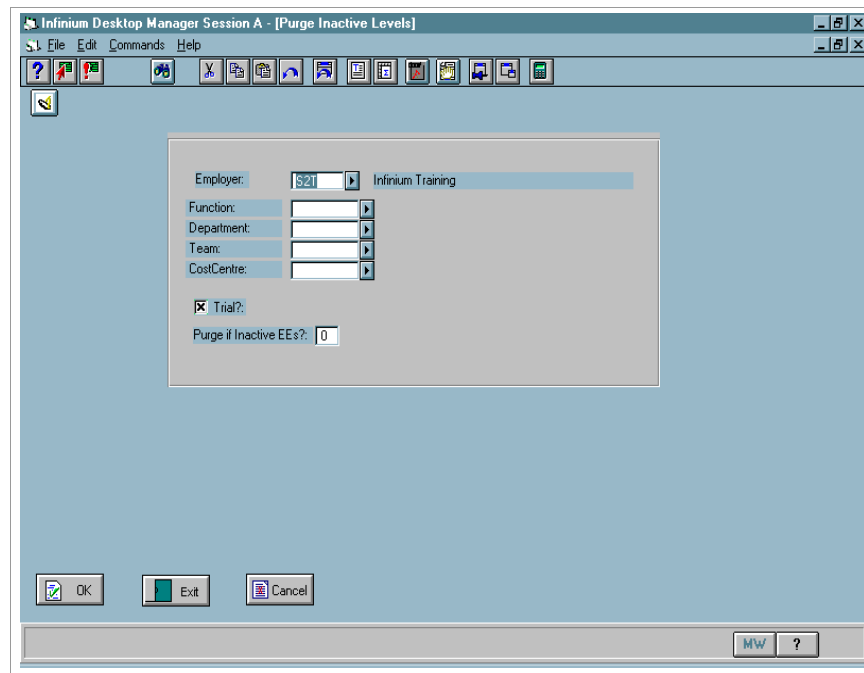 Infinium Desktop Manager Session A - [Purge Inactive Levels]
File Edit Commands Help
Employer: S2T Infinium Training
Function:
Department:
Team:
CostCentre:
Trial?:
Purge if Inactive EEs?: 0
OK Exit Cancel
MW ?